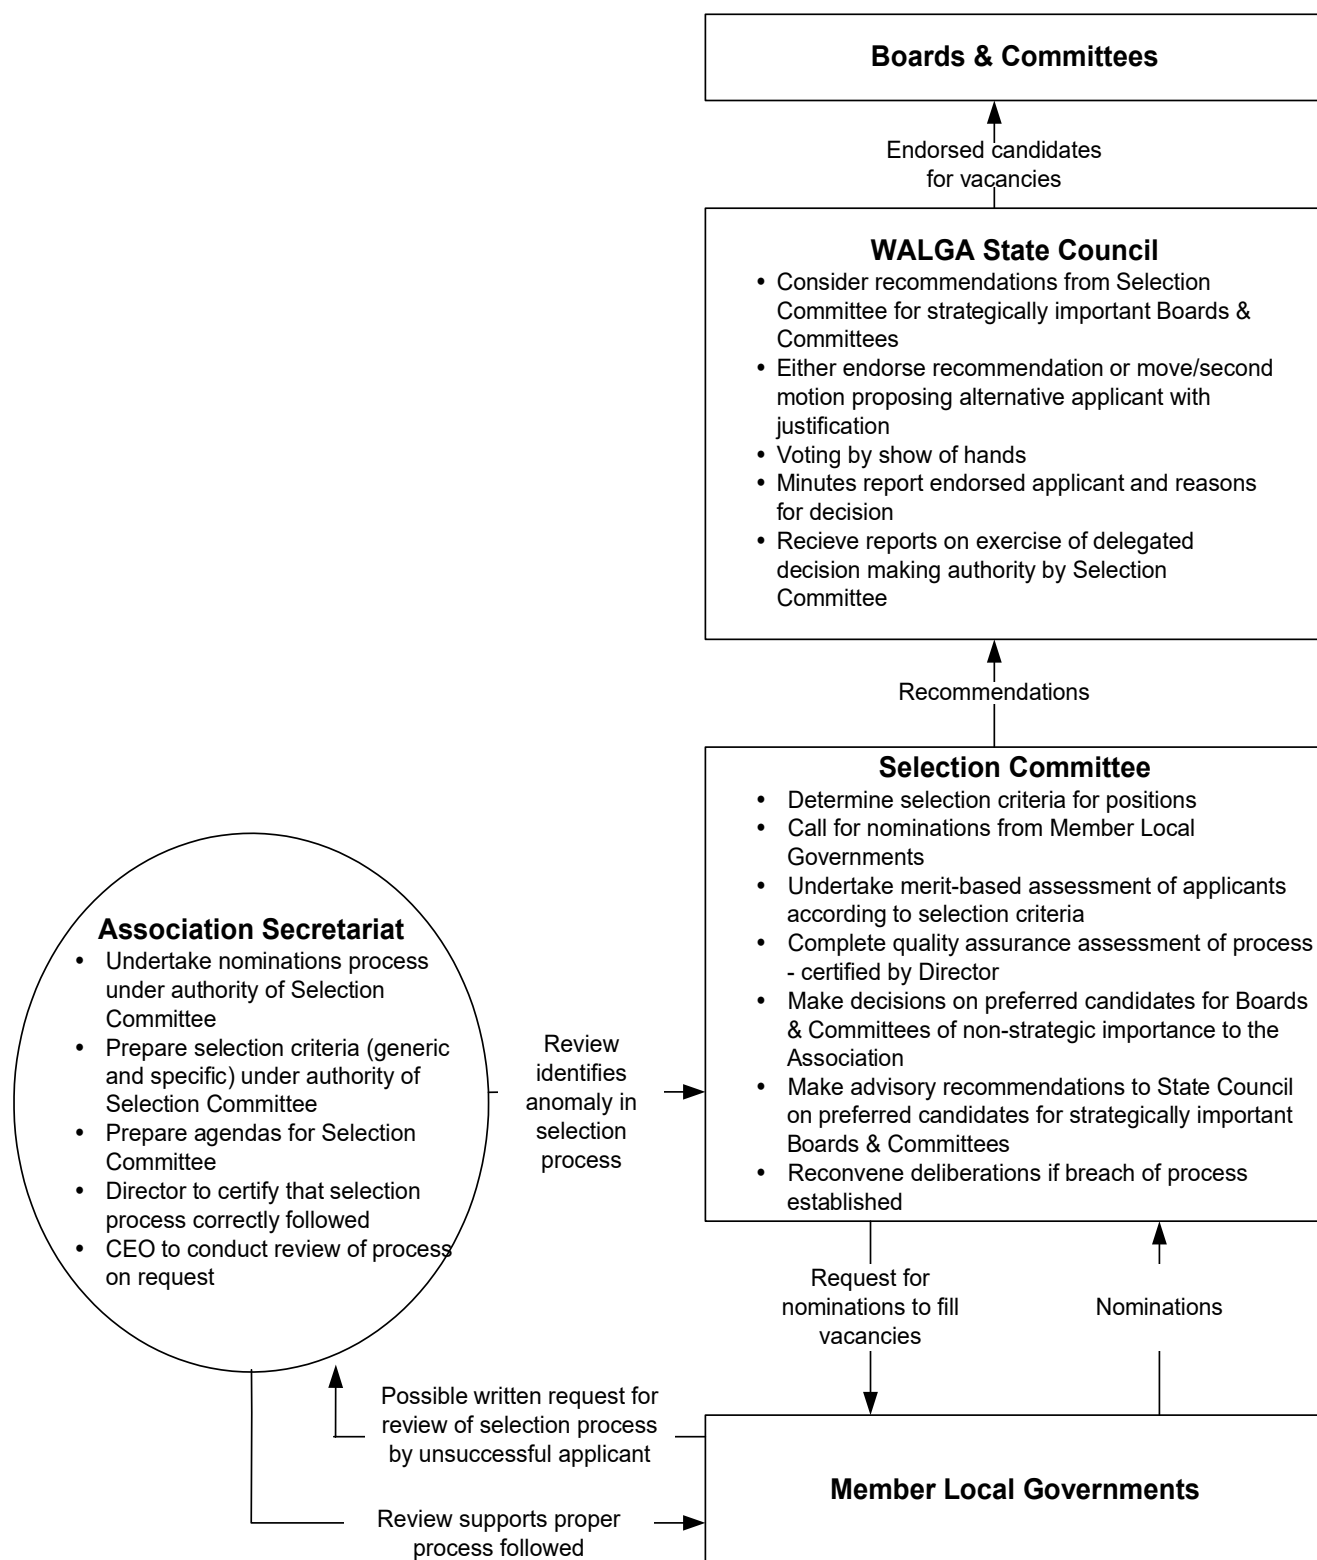 Boards & Committees
Endorsed candidates
for vacancies
WALGA State Council
• Consider recommendations from Selection
Committee for strategically important Boards &
Committees
• Either endorse recommendation or move/second
motion proposing alternative applicant with
justification
• Voting by show of hands
• Minutes report endorsed applicant and reasons
for decision
• Recieve reports on exercise of delegated
decision making authority by Selection
Committee
Recommendations
Selection Committee
• Determine selection criteria for positions
• Call for nominations from Member Local
Governments
• Undertake merit-based assessment of applicants
according to selection criteria
• Complete quality assurance assessment of process
- certified by Director
• Make decisions on preferred candidates for Boards
& Committees of non-strategic importance to the
Association
• Make advisory recommendations to State Council
on preferred candidates for strategically important
Boards & Committees
• Reconvene deliberations if breach of process
established
Association Secretariat
• Undertake nominations process
under authority of Selection
Committee
• Prepare selection criteria (generic
and specific) under authority of
Selection Committee
• Prepare agendas for Selection
Committee
• Director to certify that selection
process correctly followed
• CEO to conduct review of process
on request
Review
identifies
anomaly in
selection
process
Request for
nominations to fill
vacancies
Nominations
Possible written request for
review of selection process
by unsuccessful applicant
Member Local Governments
Review supports proper
process followed